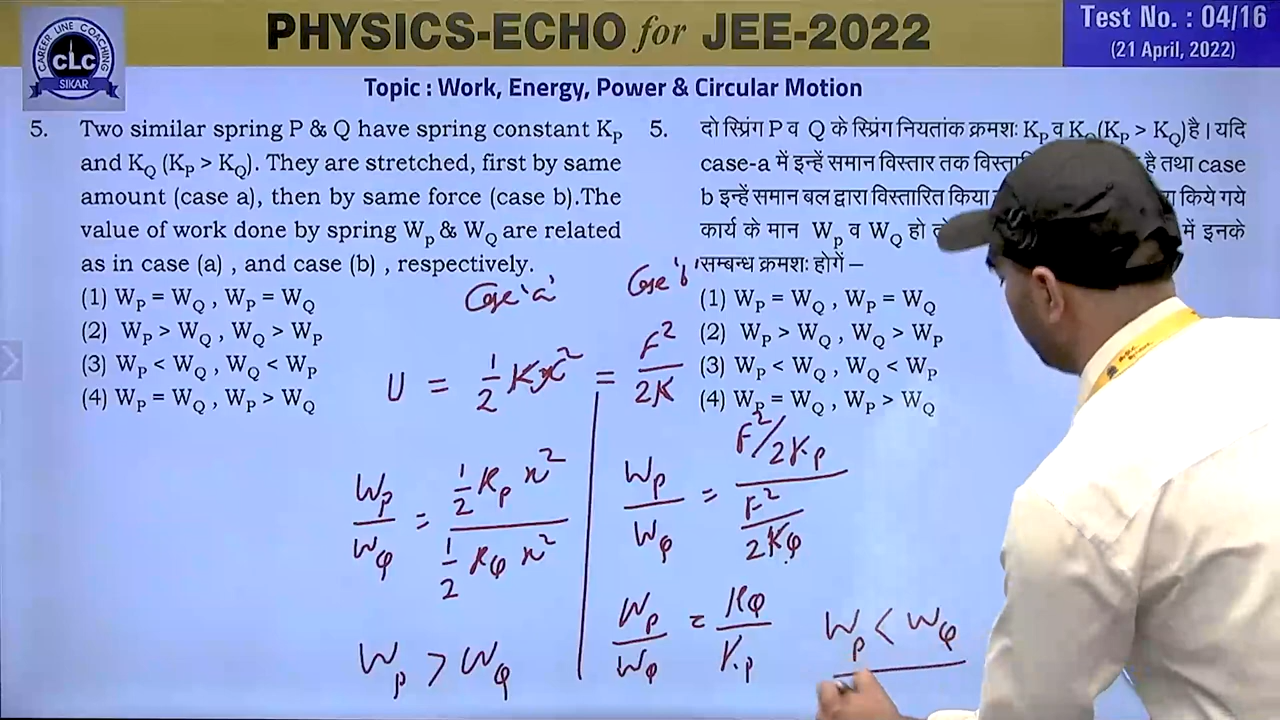 PHYSICS-ECHO for JEE-2022
Test No. : 04/16
(21 April, 2022)
CAREER LINE COACHING
CLC
SIKAR
Topic : Work, Energy, Power & Circular Motion
5. Two similar spring P & Q have spring constant K_P
and K_Q (K_P > K_Q). They are stretched, first by same
amount (case a), then by same force (case b).The
value of work done by spring W_p & W_Q are related
as in case (a) , and case (b) , respectively.
(1) W_P = W_Q , W_P = W_Q
(2) W_P > W_Q , W_Q > W_P
(3) W_P < W_Q , W_Q < W_P
(4) W_P = W_Q , W_P > W_Q
5. दो स्प्रिंग P व Q के स्प्रिंग नियतांक क्रमशः K_P व K_Q(K_P > K_Q)है। यदि
case-a में इन्हें समान विस्तार तक है तथा case
b इन्हें समान बल द्वारा विस्तारित किया किये गये
कार्य के मान W_p व W_Q हो में इनके
सम्बन्ध क्रमशः होगें –
(1) W_P = W_Q , W_P = W_Q
(2) W_P > W_Q , W_Q > W_P
(3) W_P < W_Q , W_Q < W_P
(4) W_P = W_Q , W_P > W_Q
Case 'a'
Case 'b'
U = 1/2 Kx² = F²/2K
W_P/W_Q = 1/2 K_P x² / 1/2 K_Q x²
W_P > W_Q
W_P/W_Q = F²/2K_P / F²/2K_Q
W_P/W_Q = K_Q/K_P
W_P < W_Q